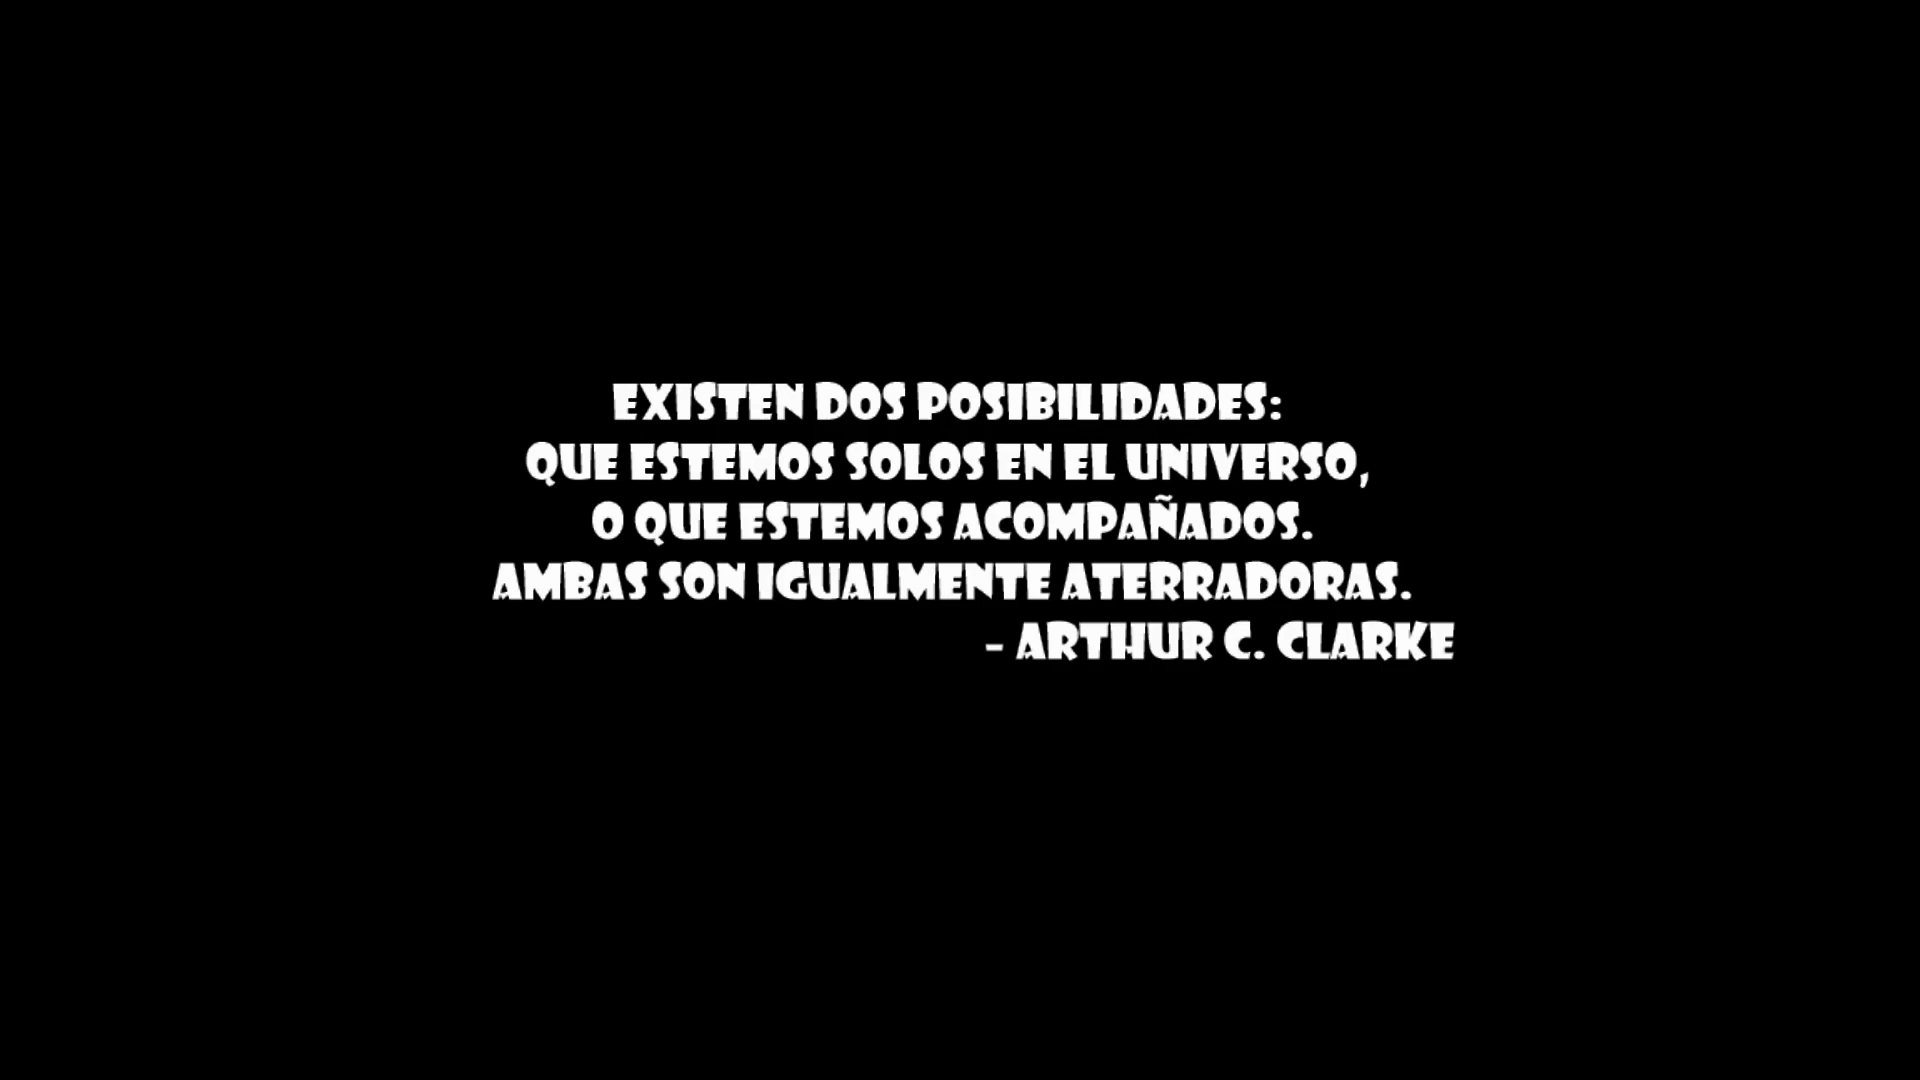 EXISTEN DOS POSIBILIDADES:
QUE ESTEMOS SOLOS EN EL UNIVERSO,
O QUE ESTEMOS ACOMPAÑADOS.
AMBAS SON IGUALMENTE ATERRADORAS.
- ARTHUR C. CLARKE